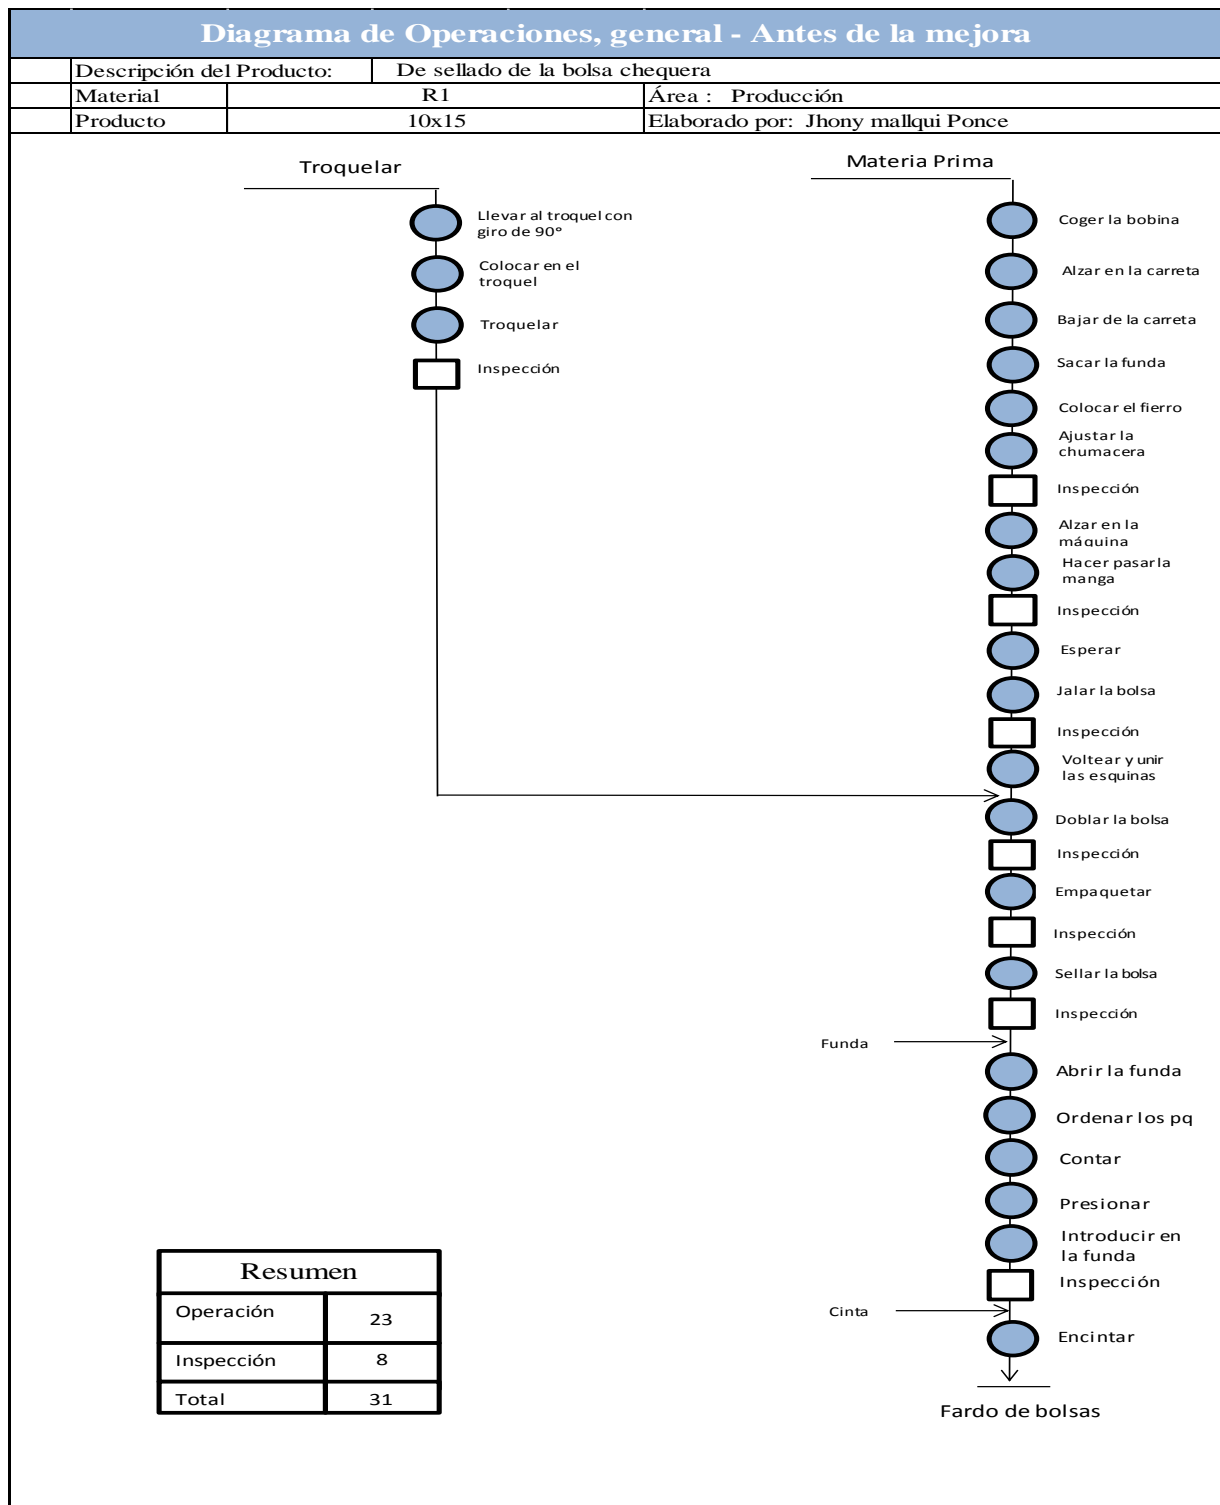 Diagrama de Operaciones, general - Antes de la mejora
Descripción del Producto: De sellado de la bolsa chequera
Material R1 Área : Producción
Producto 10x15 Elaborado por: Jhony mallqui Ponce
Troquelar
Llevar al troquel con
giro de 90°
Colocar en el
troquel
Troquelar
Inspección
Materia Prima
Coger la bobina
Alzar en la carreta
Bajar de la carreta
Sacar la funda
Colocar el fierro
Ajustar la
chumacera
Inspección
Alzar en la
máquina
Hacer pasar la
manga
Inspección
Esperar
Jalar la bolsa
Inspección
Voltear y unir
las esquinas
Doblar la bolsa
Inspección
Empaquetar
Inspección
Sellar la bolsa
Inspección
Funda
Abrir la funda
Ordenar los pq
Contar
Presionar
Introducir en
la funda
Inspección
Cinta
Encintar
Fardo de bolsas
Resumen
Operación 23
Inspección 8
Total 31